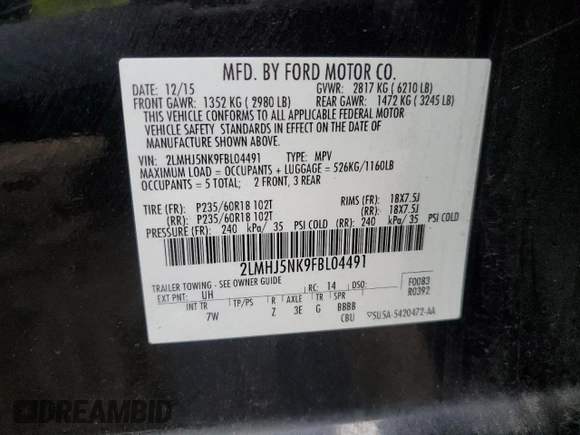 MFD. BY FORD MOTOR CO.
DATE: 12/15 GVWR: 2817 KG ( 6210 LB)
FRONT GAWR: 1352 KG ( 2980 LB) REAR GAWR: 1472 KG ( 3245 LB)
THIS VEHICLE CONFORMS TO ALL APPLICABLE FEDERAL MOTOR
VEHICLE SAFETY STANDARDS IN EFFECT ON THE DATE OF
MANUFACTURE SHOWN ABOVE.
VIN: 2LMHJ5NK9FBL04491 TYPE: MPV
MAXIMUM LOAD = OCCUPANTS + LUGGAGE = 526KG/1160LB
OCCUPANTS = 5 TOTAL; 2 FRONT, 3 REAR
TIRE (FR): P235/60R18 102T RIMS (FR): 18X7.5J
(RR): P235/60R18 102T (RR): 18X7.5J
PRESSURE (FR): 240 kPa/ 35 PSI COLD (RR): 240 kPa/ 35 PSI COLD
2LMHJ5NK9FBL04491
TRAILER TOWING - SEE OWNER GUIDE
EXT PNT: UH RC: 14 DSO: F0083
R0392
INT TR TP/PS R AXLE TR SPR
7W Z 3E G BBBB
CBU 5U5A-5420472-AA
DREAMBID